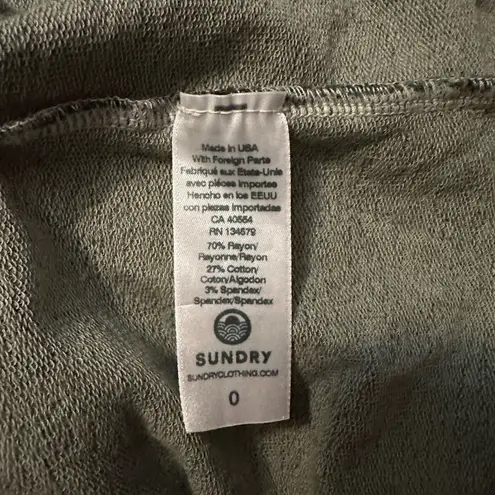 Made in USA
With Foreign Parts
Fabriqué aux Etats-Unis
avec pièces importes
Hencho en los EEUU
con piezas importadas
CA 40554
RN 134579
70% Rayon/
Rayonne/Rayon
27% Cotton/
Coton/Algodon
3% Spandex/
Spandex/Spandex
SUNDRY
SUNDRYCLOTHING.COM
0